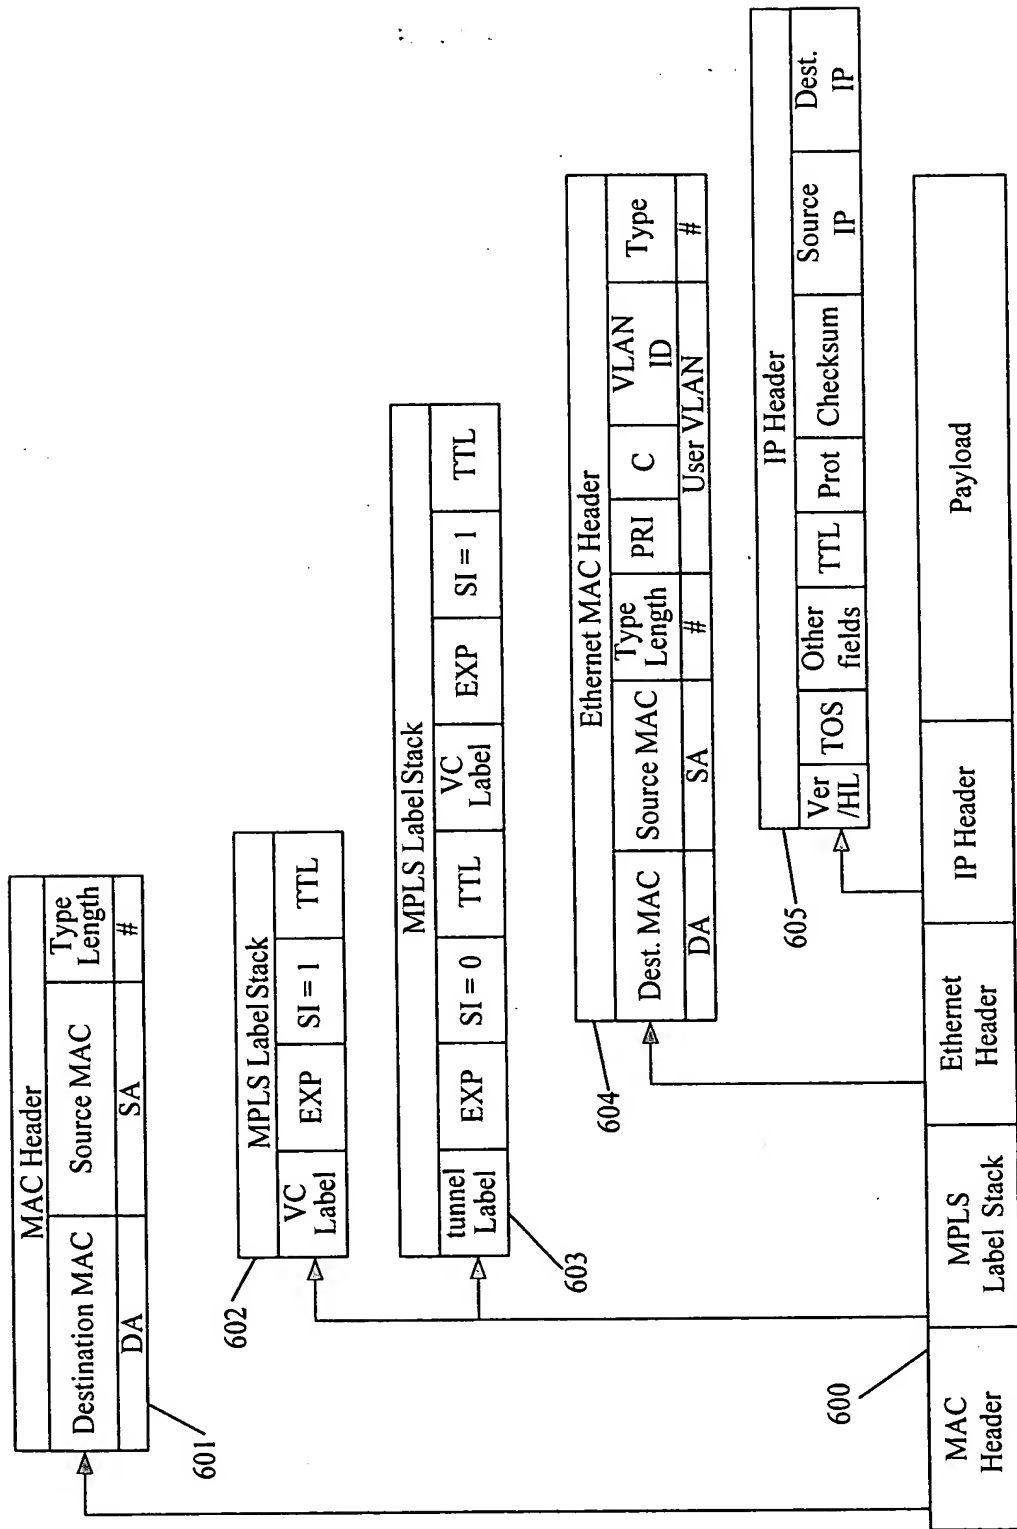 MAC Header
Destination MAC
Source MAC
Type
Length
DA
SA
#
601
MPLS Label Stack
VC
Label
EXP
SI = 1
TTL
602
MPLS Label Stack
tunnel
Label
EXP
SI = 0
TTL
VC
Label
EXP
SI = 1
TTL
603
Ethernet MAC Header
Dest. MAC
Source MAC
Type
Length
PRI
C
VLAN
ID
Type
DA
SA
#
User VLAN
#
604
IP Header
Ver
/HL
TOS
Other
fields
TTL
Prot
Checksum
Source
IP
Dest.
IP
605
600
MAC
Header
MPLS
Label Stack
Ethernet
Header
IP Header
Payload